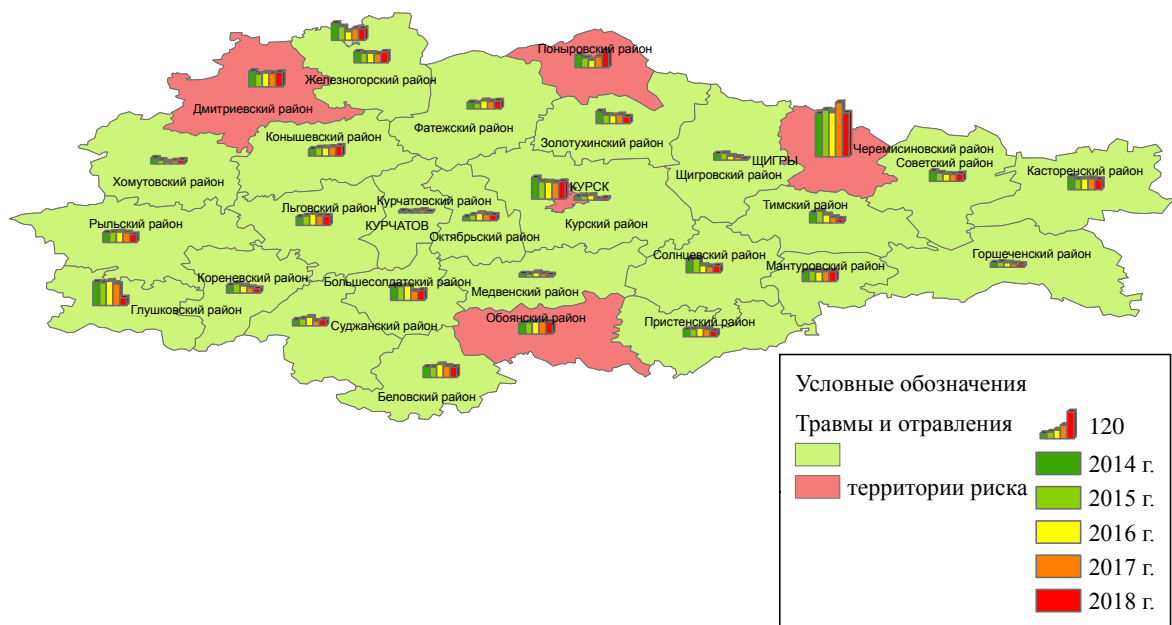 Поныровский район
Железногорский район
Дмитриевский район
Фатежский район
Конышевский район
Золотухинский район
Черемисиновский район
Советский район
Касторенский район
ЩИГРЫ
Щигровский район
Хомутовский район
КУРСК
Курский район
Курчатовский район
Льговский район
КУРЧАТОВ
Октябрьский район
Тимский район
Рыльский район
Солнцевский район
Мантуровский район
Горшеченский район
Кореневский район
Большесолдатский район
Медвенский район
Глушковский район
Суджанский район
Обоянский район
Пристенский район
Беловский район
Условные обозначения
Травмы и отравления
территории риска
120
2014 г.
2015 г.
2016 г.
2017 г.
2018 г.